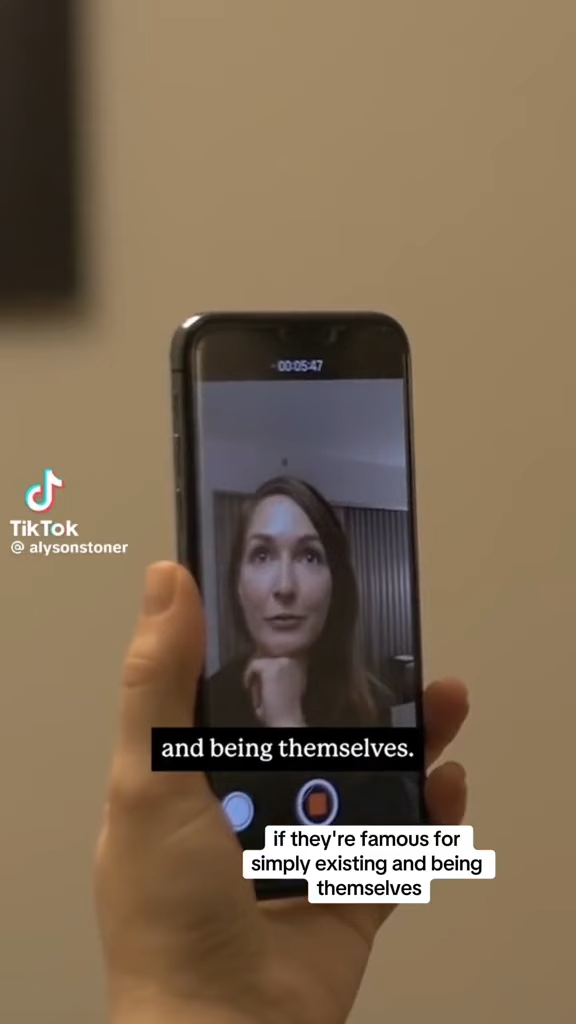 00:05:47
TikTok
@ alysonstoner
and being themselves.
if they're famous for
simply existing and being
themselves